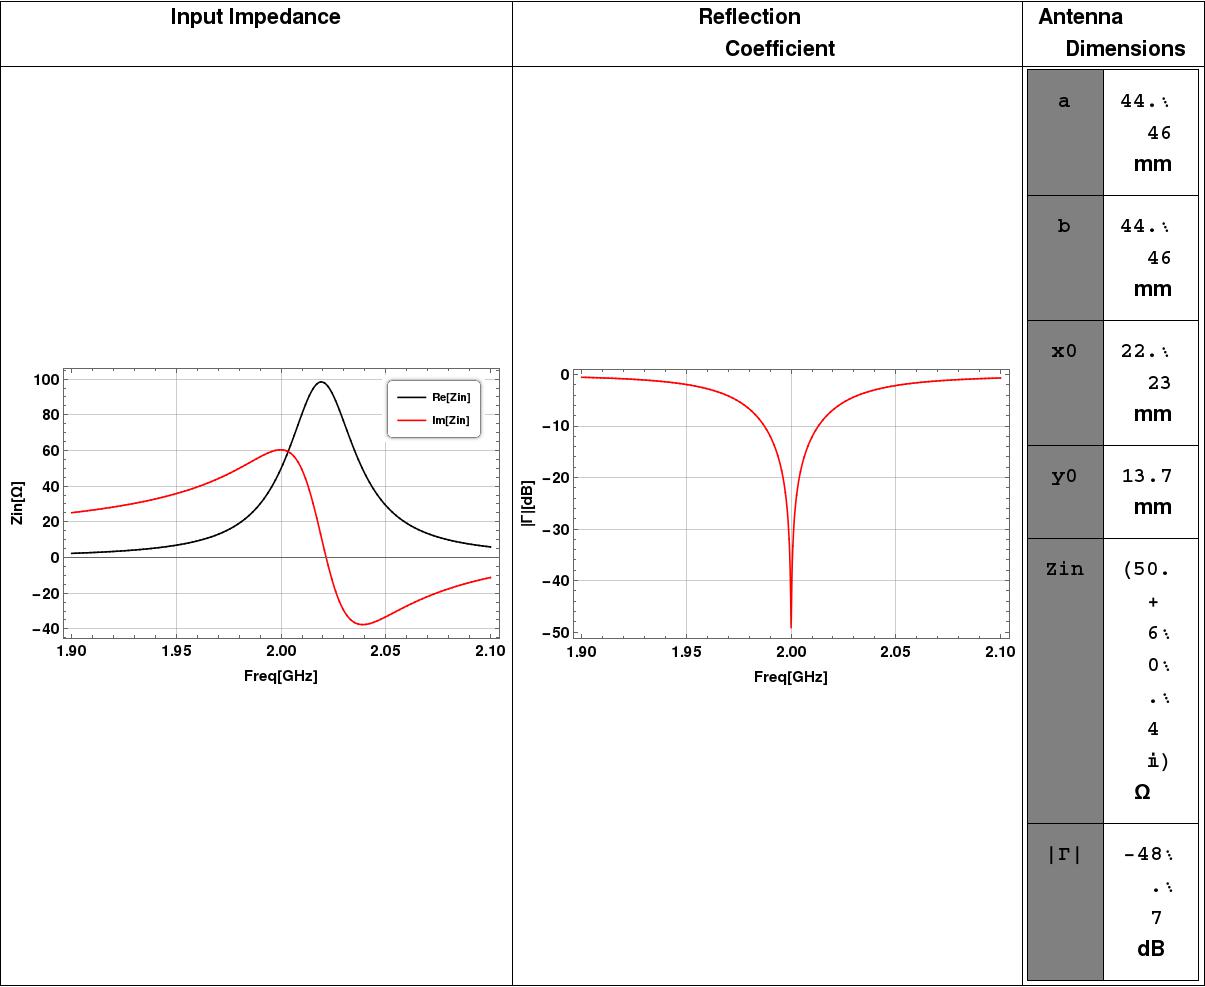 Input Impedance
Reflection
Coefficient
Antenna
Dimensions
100
80
60
40
20
0
−20
−40
1.90
1.95
2.00
2.05
2.10
Zin[Ω]
Freq[GHz]
Re[Zin]
Im[Zin]
0
−10
−20
−30
−40
−50
1.90
1.95
2.00
2.05
2.10
|Γ|[dB]
Freq[GHz]
a
44.⋱
46
mm
b
44.⋱
46
mm
x0
22.⋱
23
mm
y0
13.7
mm
Zin
(50.
+
6⋱
0⋱
.⋱
4
i)
Ω
|Γ|
-48⋱
.⋱
7
dB